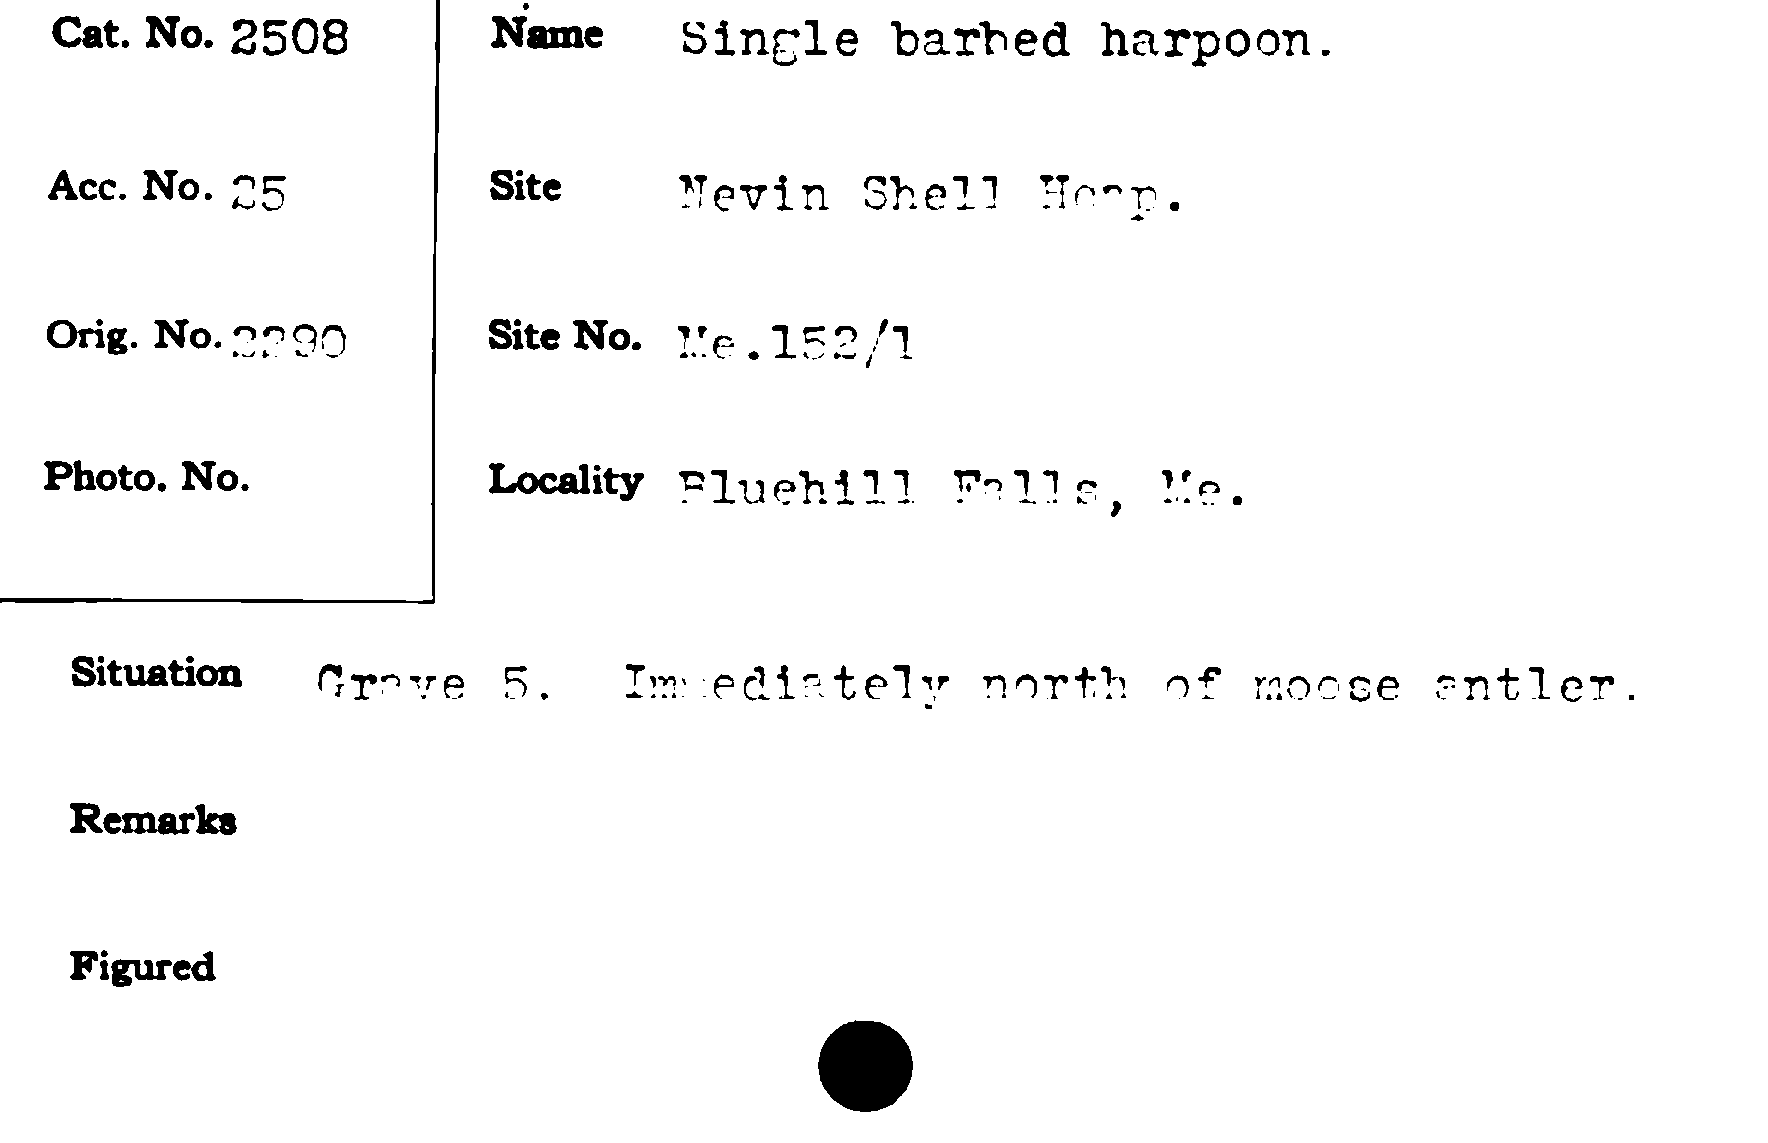 Cat. No. 2508
Name Single barbed harpoon.
Acc. No. 25
Site Nevin Shell Heap.
Orig. No. 2290
Site No. Me.152/1
Photo. No.
Locality Bluehill Falls, Me.
Situation Grave 5. Immediately north of moose antler.
Remarks
Figured